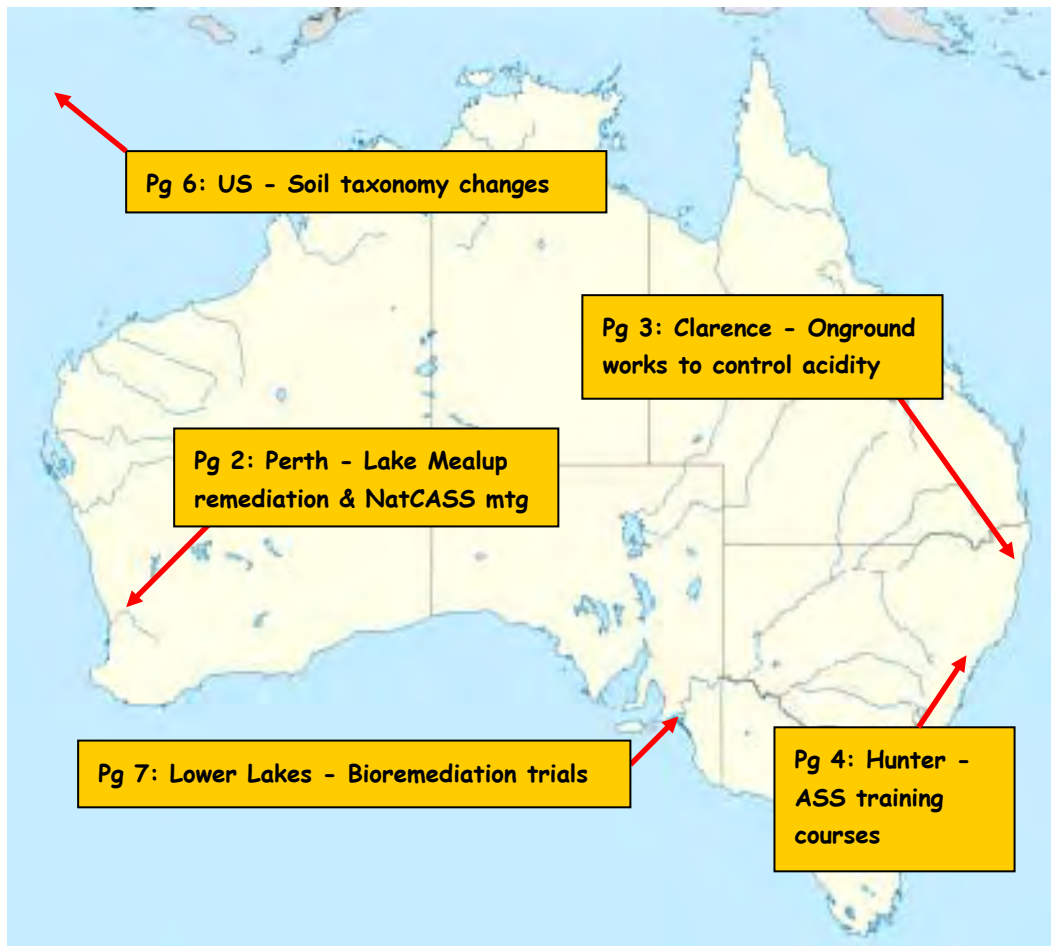 Pg 6: US - Soil taxonomy changes
Pg 3: Clarence - Onground
works to control acidity
Pg 2: Perth - Lake Mealup
remediation & NatCASS mtg
Pg 7: Lower Lakes - Bioremediation trials
Pg 4: Hunter -
ASS training
courses